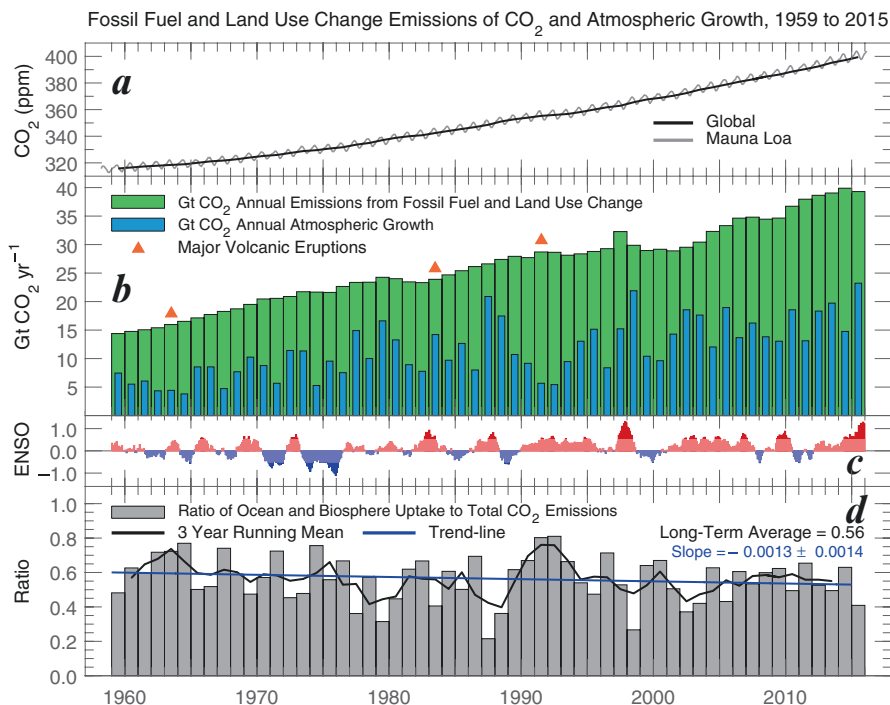 Fossil Fuel and Land Use Change Emissions of CO2 and Atmospheric Growth, 1959 to 2015
a
CO2 (ppm)
400
380
360
340
320
Global
Mauna Loa
b
Gt CO2 yr−1
40
35
30
25
20
15
10
5
Gt CO2 Annual Emissions from Fossil Fuel and Land Use Change
Gt CO2 Annual Atmospheric Growth
Major Volcanic Eruptions
ENSO
1.0
0.0
−1.0
c
d
Ratio
1.0
0.8
0.6
0.4
0.2
0.0
Ratio of Ocean and Biosphere Uptake to Total CO2 Emissions
3 Year Running Mean
Trend-line
Long-Term Average = 0.56
Slope = − 0.0013 ± 0.0014
1960 1970 1980 1990 2000 2010